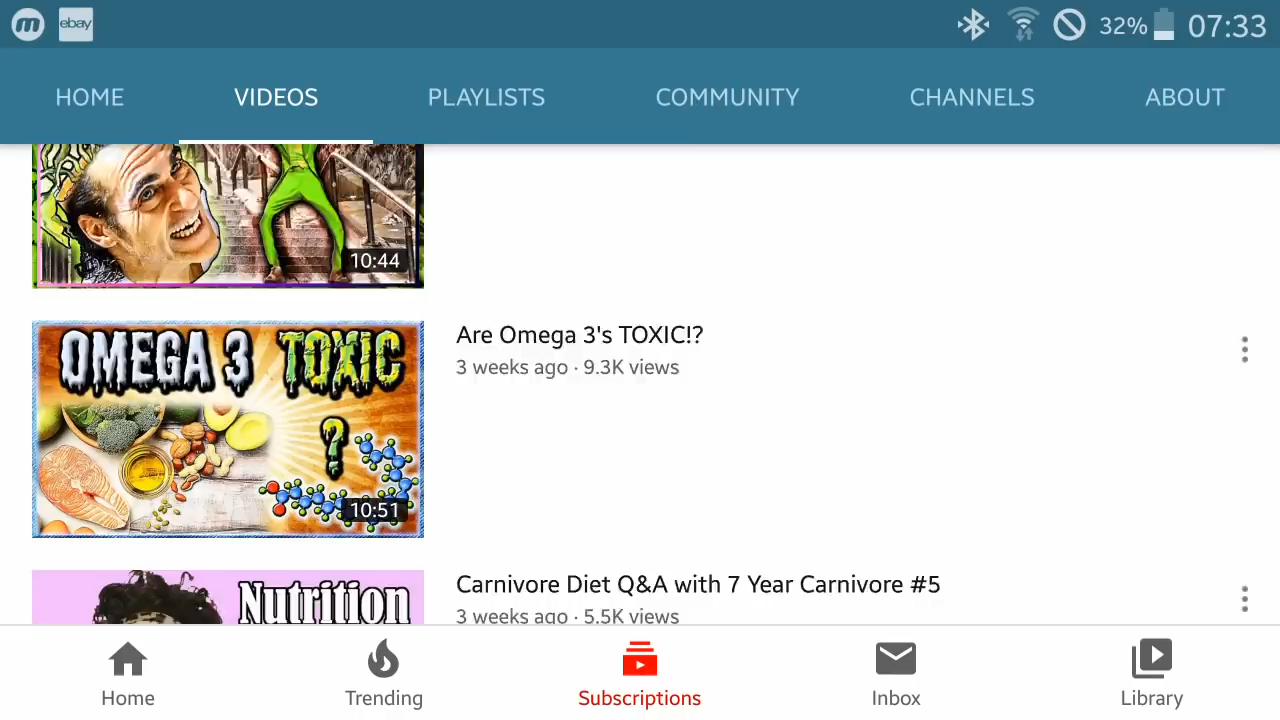 m ebay 32% 07:33
HOME VIDEOS PLAYLISTS COMMUNITY CHANNELS ABOUT
10:44
OMEGA 3 TOXIC
?
10:51
Are Omega 3's TOXIC!?
3 weeks ago · 9.3K views
Nutrition
Carnivore Diet Q&A with 7 Year Carnivore #5
3 weeks ago · 5.5K views
Home Trending Subscriptions Inbox Library